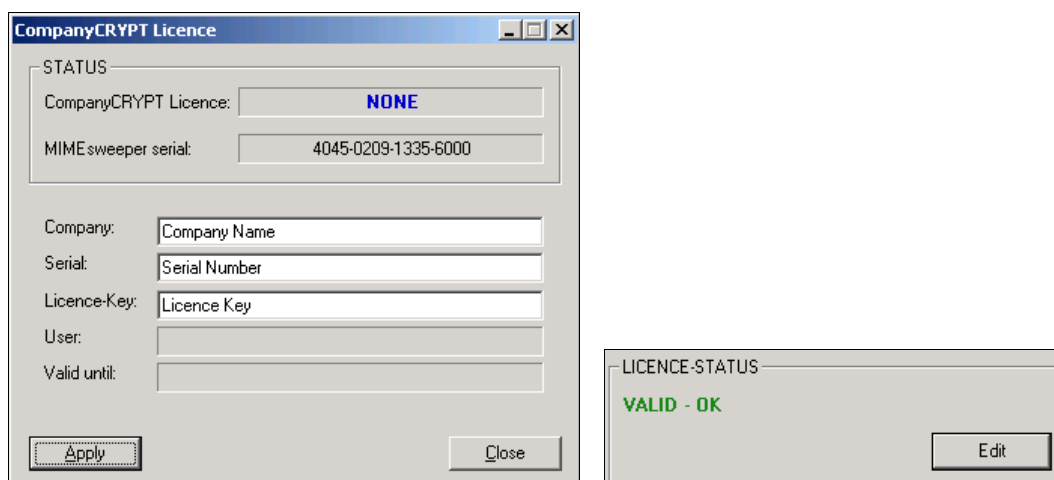 CompanyCRYPT Licence
STATUS
CompanyCRYPT Licence: NONE
MIMEsweeper serial: 4045-0209-1335-6000
Company: Company Name
Serial: Serial Number
Licence-Key: Licence Key
User:
Valid until:
Apply Close
LICENCE-STATUS
VALID - OK
Edit